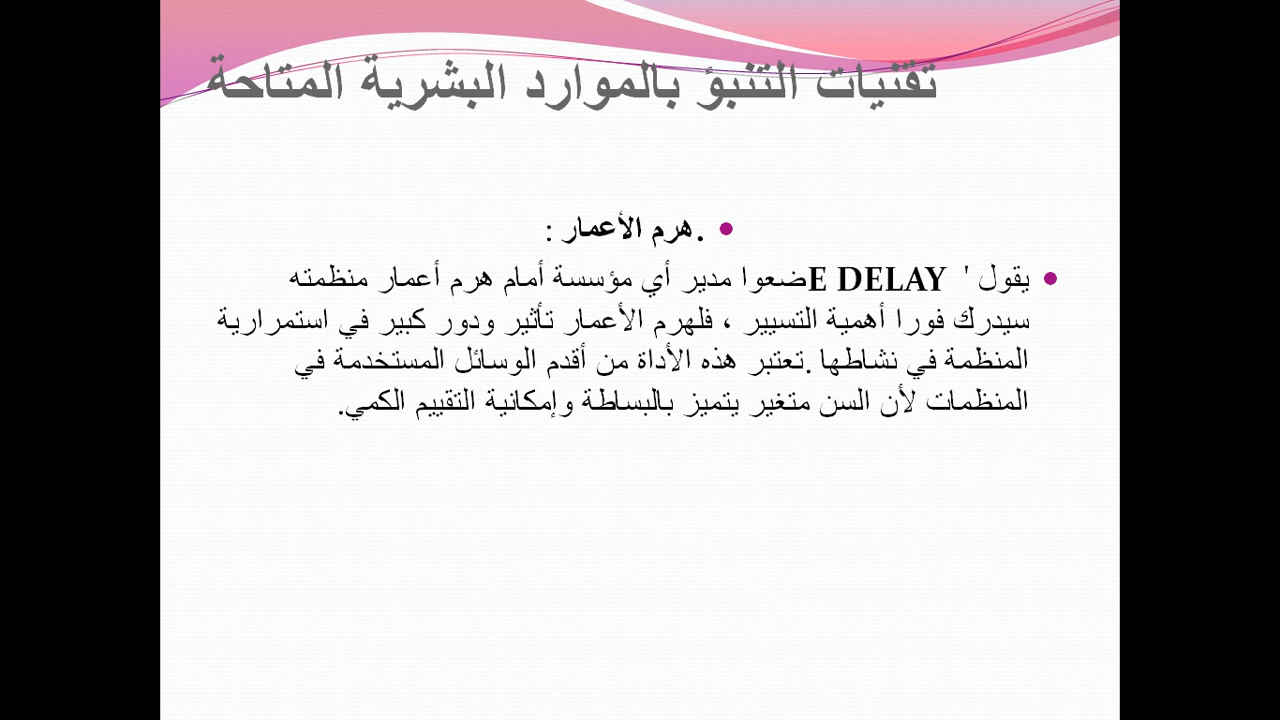 تقنيات التنبؤ بالموارد البشرية المتاحة
.هرم الأعمار :
يقول ' E DELAYضعوا مدير أي مؤسسة أمام هرم أعمار منظمته
سيدرك فورا أهمية التسيير ، فلهرم الأعمار تأثير ودور كبير في استمرارية
المنظمة في نشاطها .تعتبر هذه الأداة من أقدم الوسائل المستخدمة في
المنظمات لأن السن متغير يتميز بالبساطة وإمكانية التقييم الكمي.